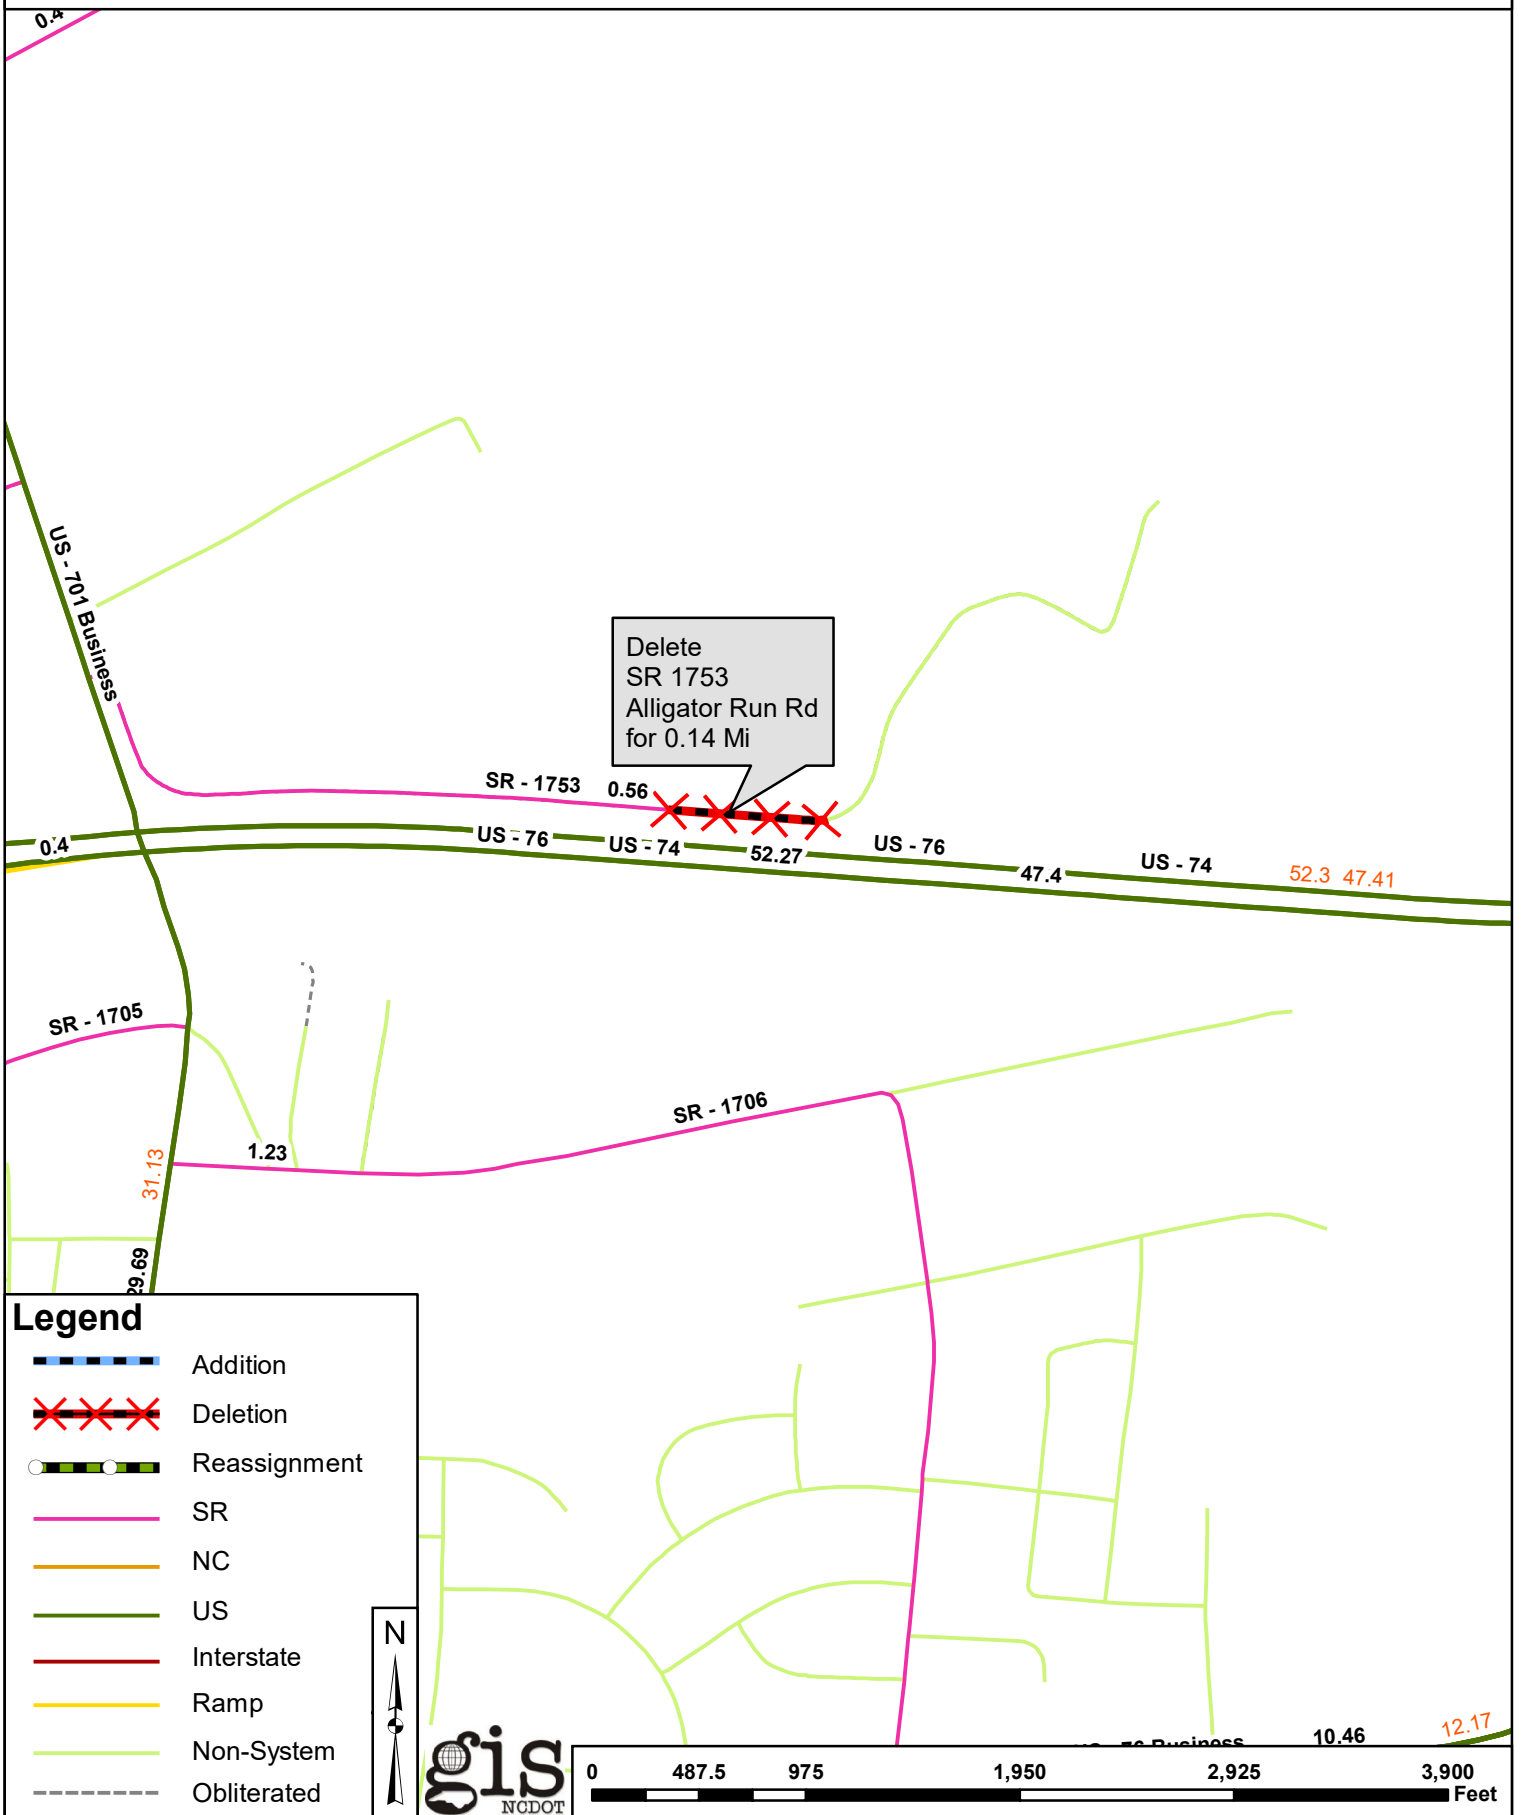 0.4
US - 701 Business
Delete
SR 1753
Alligator Run Rd
for 0.14 Mi
SR - 1753
0.56
0.4
US - 76
US - 74
52.27
US - 76
47.4
US - 74
52.3 47.41
SR - 1705
SR - 1706
1.23
31.13
29.69
Legend
Addition
Deletion
Reassignment
SR
NC
US
Interstate
Ramp
Non-System
Obliterated
N
gis
NCDOT
76 Business
10.46
12.17
0 487.5 975 1,950 2,925 3,900
Feet